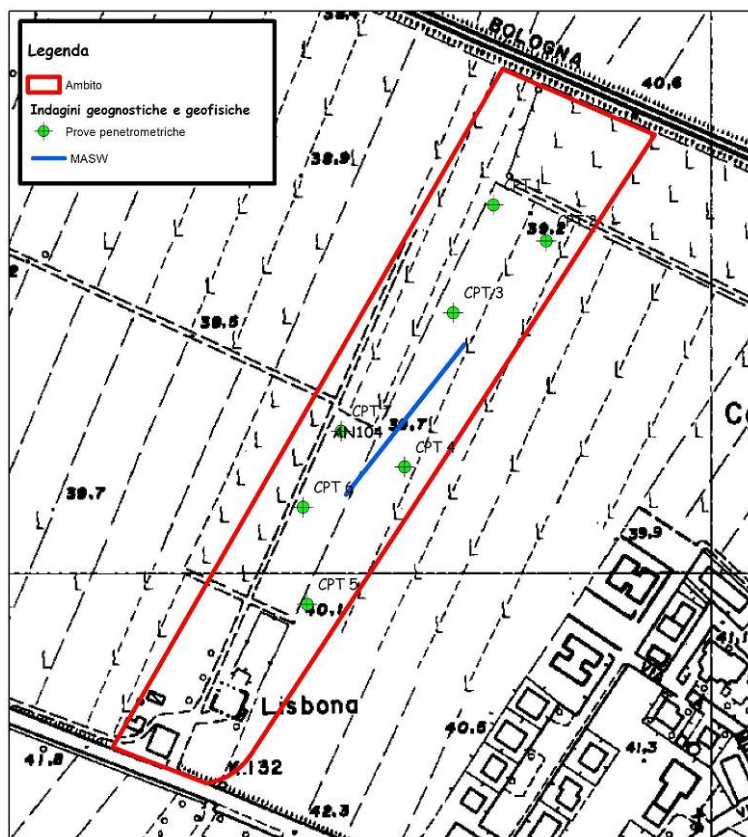 Legenda
Ambito
Indagini geognostiche e geofisiche
Prove penetrometriche
MASW
BOLOGNA
40,6
38.9
CPT 1
39.2
CPT 2
CPT 3
39.5
CPT 7
AN104
CPT 4
39.7
CPT 6
39.9
CPT 5
40.1
Lisbona
40.5
41.3
132
42.3